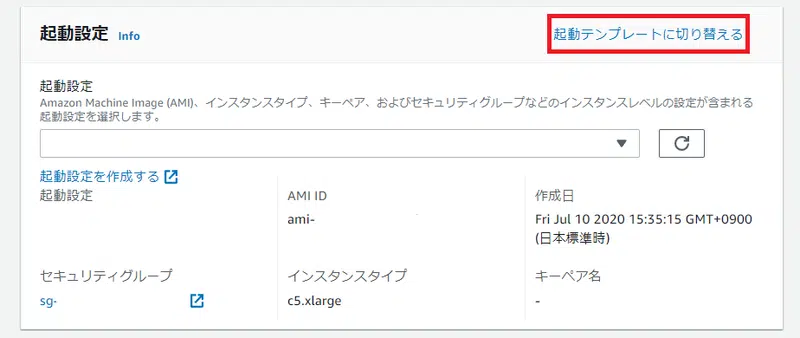 起動設定 Info 起動テンプレートに切り替える
起動設定
Amazon Machine Image (AMI)、インスタンスタイプ、キーペア、およびセキュリティグループなどのインスタンスレベルの設定が含まれる
起動設定を選択します。
起動設定を作成する
起動設定
AMI ID
ami-
作成日
Fri Jul 10 2020 15:35:15 GMT+0900
(日本標準時)
セキュリティグループ
sg-
インスタンスタイプ
c5.xlarge
キーペア名
-